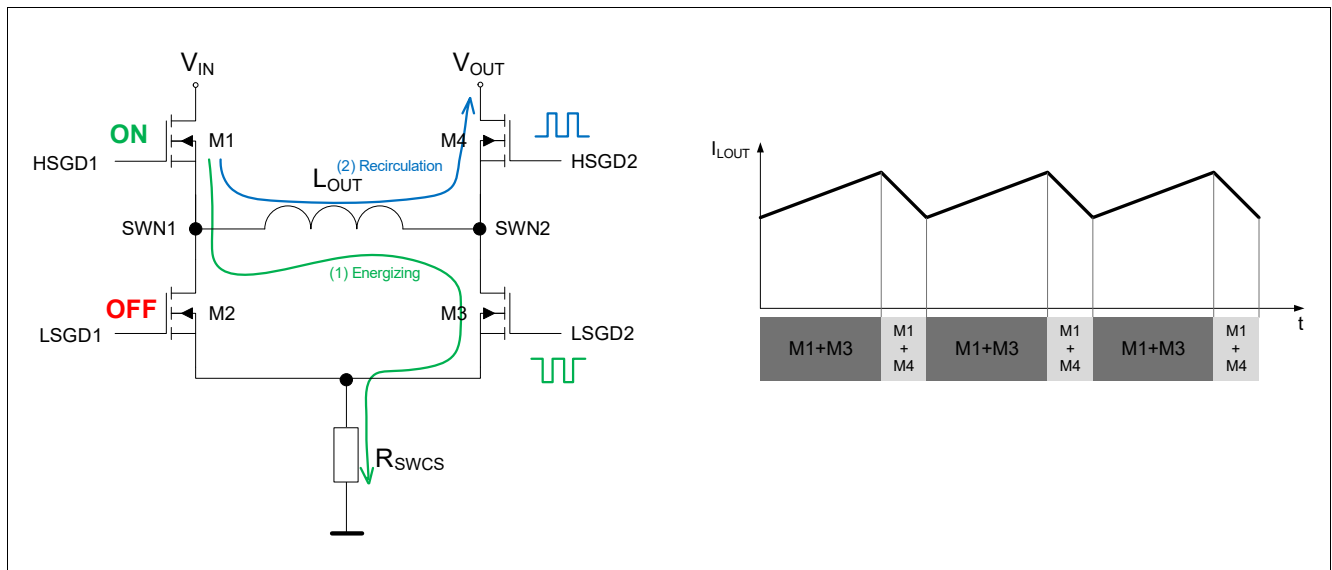 VIN
VOUT
ON
M1
M4
HSGD1
HSGD2
(2) Recirculation
LOUT
SWN1
SWN2
(1) Energizing
OFF
M2
M3
LSGD1
LSGD2
RSWCS
ILOUT
t
M1+M3
M1
+
M4
M1+M3
M1
+
M4
M1+M3
M1
+
M4